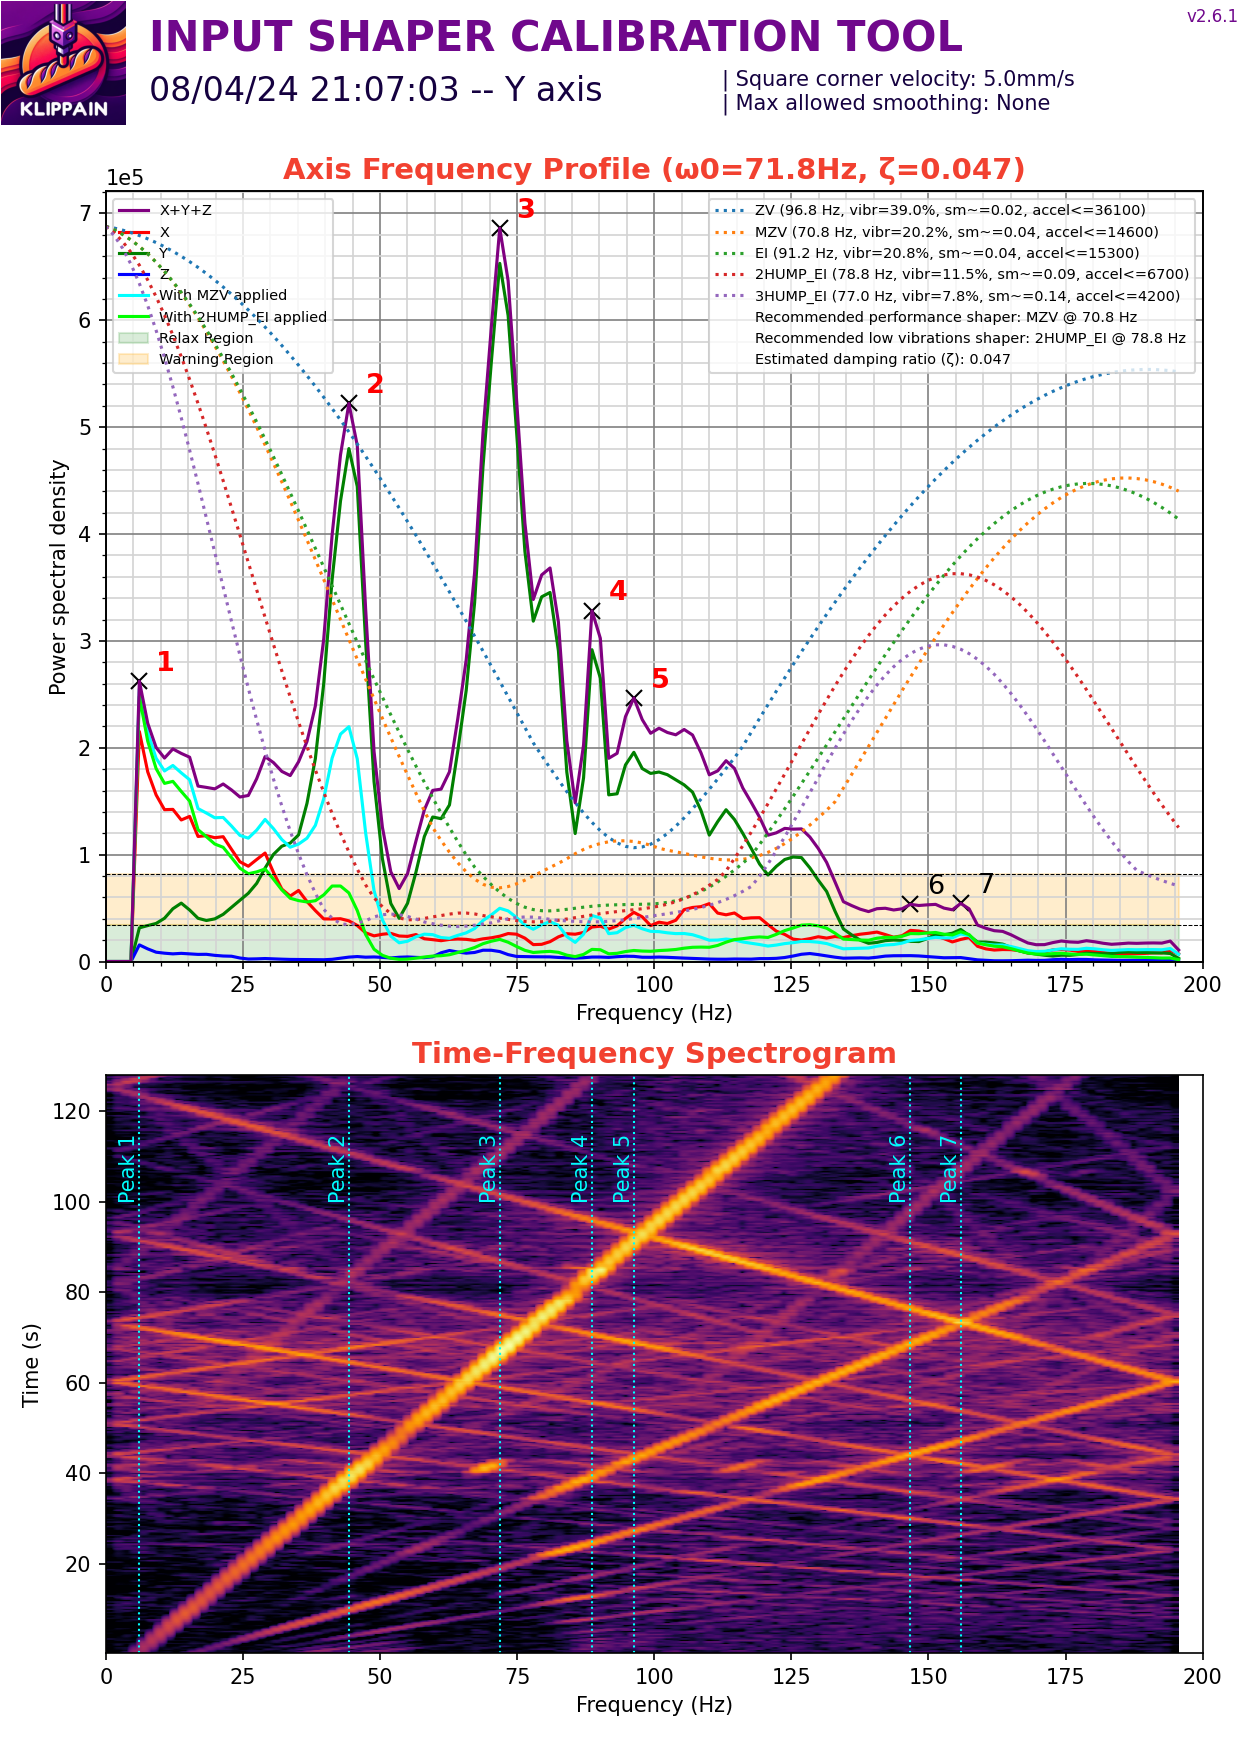 v2.6.1
INPUT SHAPER CALIBRATION TOOL
08/04/24 21:07:03 -- Y axis
| Square corner velocity: 5.0mm/s
| Max allowed smoothing: None
KLIPPAIN
Axis Frequency Profile (ω0=71.8Hz, ζ=0.047)
1e5
X+Y+Z
X
Y
Z
With MZV applied
With 2HUMP_EI applied
Relax Region
Warning Region
ZV (96.8 Hz, vibr=39.0%, sm~=0.02, accel<=36100)
MZV (70.8 Hz, vibr=20.2%, sm~=0.04, accel<=14600)
EI (91.2 Hz, vibr=20.8%, sm~=0.04, accel<=15300)
2HUMP_EI (78.8 Hz, vibr=11.5%, sm~=0.09, accel<=6700)
3HUMP_EI (77.0 Hz, vibr=7.8%, sm~=0.14, accel<=4200)
Recommended performance shaper: MZV @ 70.8 Hz
Recommended low vibrations shaper: 2HUMP_EI @ 78.8 Hz
Estimated damping ratio (ζ): 0.047
1
2
3
4
5
6
7
Power spectral density
7
6
5
4
3
2
1
0
0 25 50 75 100 125 150 175 200
Frequency (Hz)
Time-Frequency Spectrogram
Peak 1
Peak 2
Peak 3
Peak 4
Peak 5
Peak 6
Peak 7
Time (s)
120
100
80
60
40
20
0 25 50 75 100 125 150 175 200
Frequency (Hz)